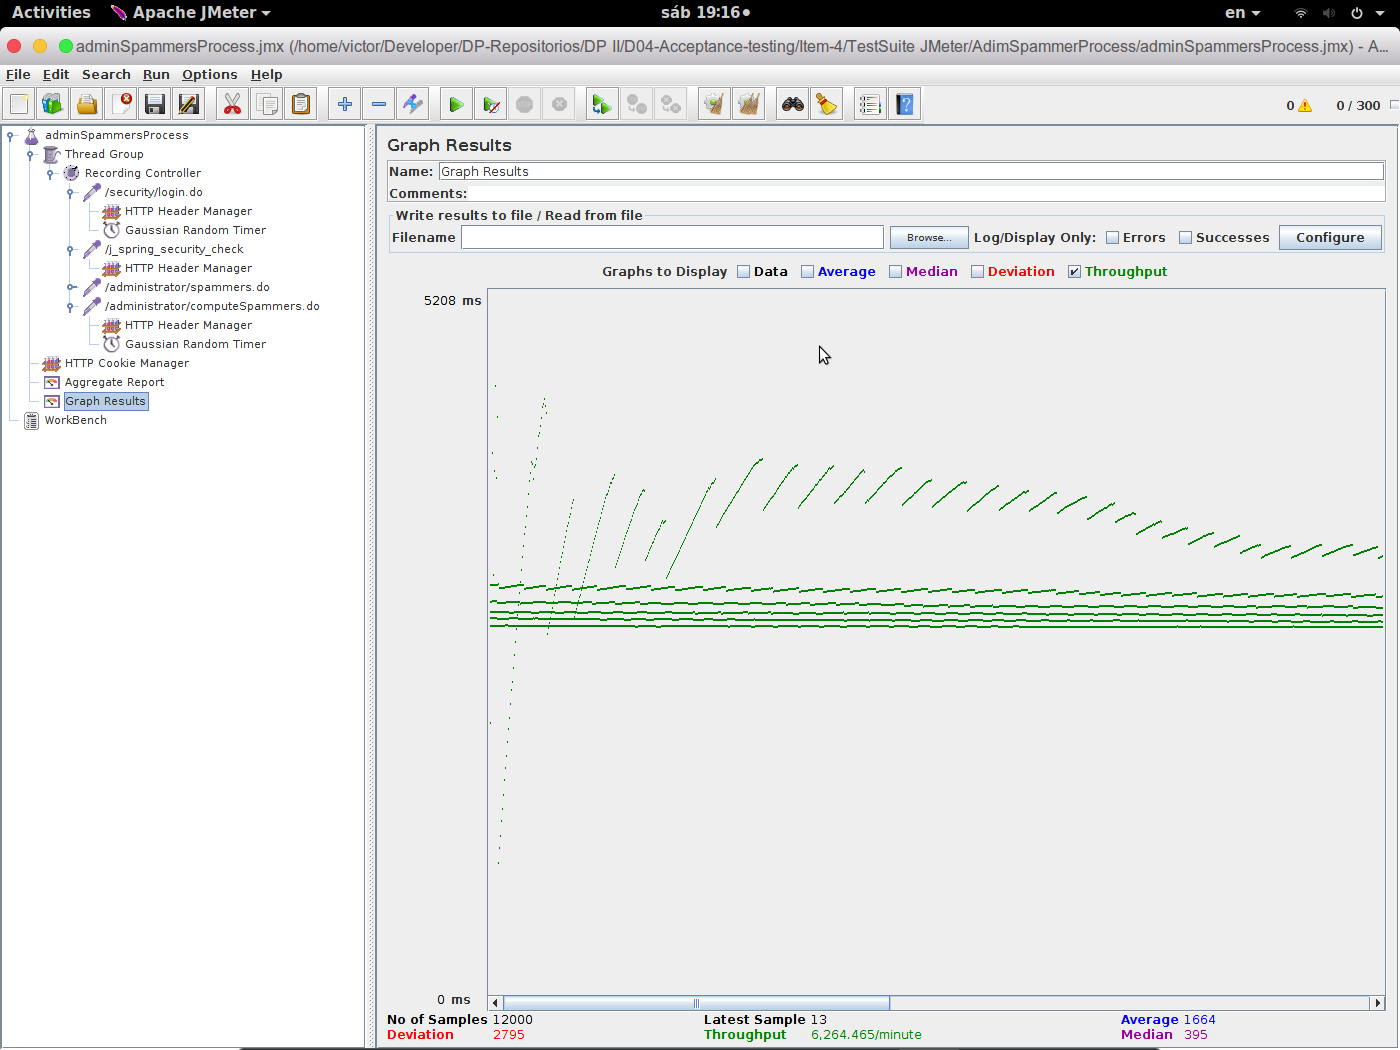 Activities Apache JMeter sáb 19:16 en
adminSpammersProcess.jmx (/home/victor/Developer/DP-Repositorios/DP II/D04-Acceptance-testing/Item-4/TestSuite JMeter/AdimSpammerProcess/adminSpammersProcess.jmx) - A...
File Edit Search Run Options Help
0 0 / 300
adminSpammersProcess
Thread Group
Recording Controller
/security/login.do
HTTP Header Manager
Gaussian Random Timer
/j_spring_security_check
HTTP Header Manager
/administrator/spammers.do
/administrator/computeSpammers.do
HTTP Header Manager
Gaussian Random Timer
HTTP Cookie Manager
Aggregate Report
Graph Results
WorkBench
Graph Results
Name: Graph Results
Comments:
Write results to file / Read from file
Filename Browse... Log/Display Only: Errors Successes Configure
Graphs to Display Data Average Median Deviation Throughput
5208 ms
0 ms
No of Samples 12000 Latest Sample 13 Average 1664
Deviation 2795 Throughput 6,264.465/minute Median 395